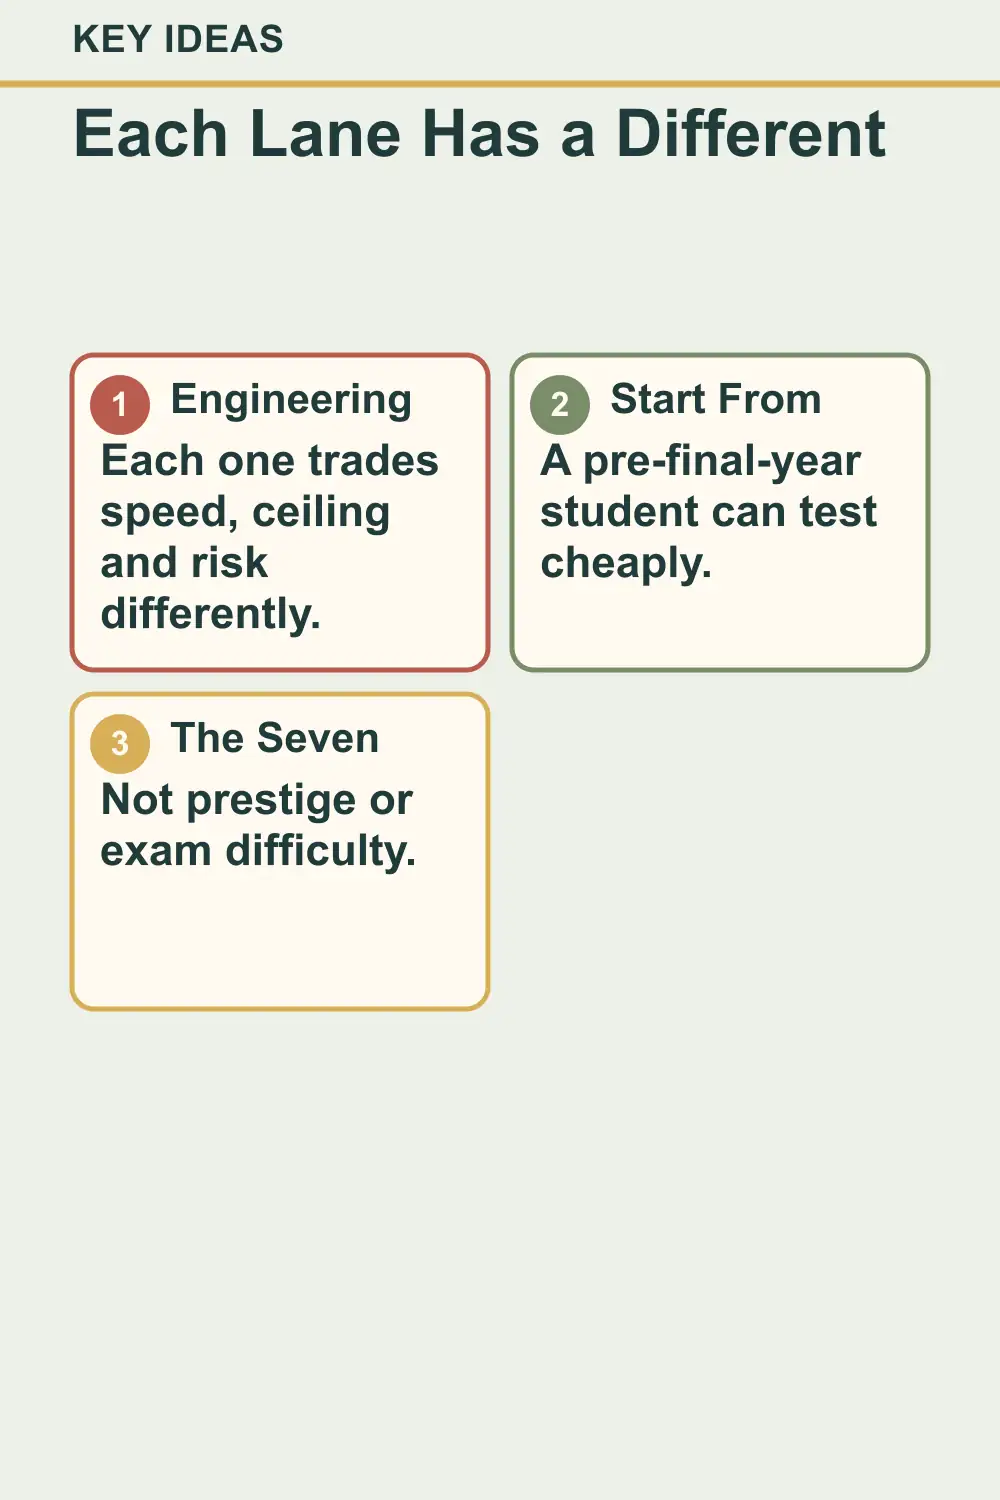 KEY IDEAS
Each Lane Has a Different
1 Engineering
Each one trades
speed, ceiling
and risk
differently.
2 Start From
A pre-final-year
student can test
cheaply.
3 The Seven
Not prestige or
exam difficulty.